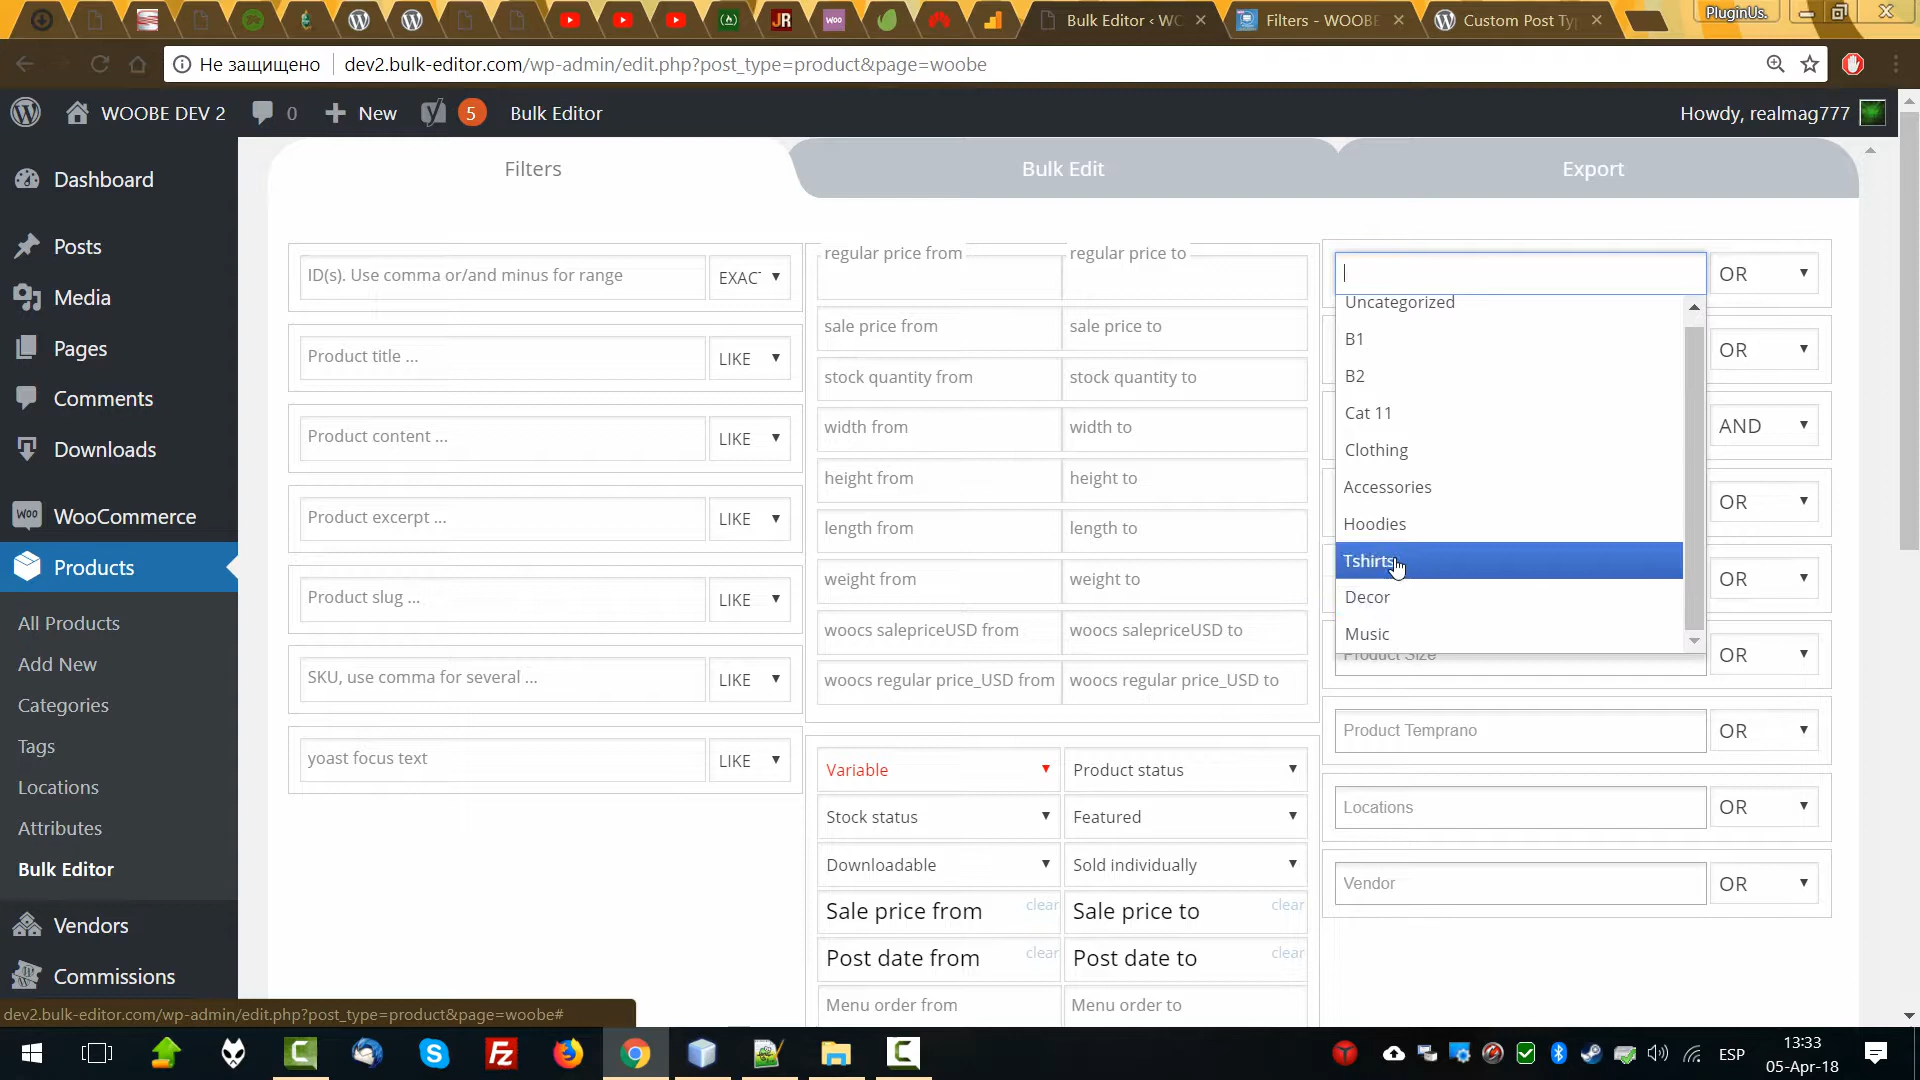 Bulk Editor ‹ WC
Filters - WOOBE
Custom Post Typ
PluginUs.
Не защищено
dev2.bulk-editor.com/wp-admin/edit.php?post_type=product&page=woobe
WOOBE DEV 2
0
New
5
Bulk Editor
Howdy, realmag777
Dashboard
Posts
Media
Pages
Comments
Downloads
WooCommerce
Products
All Products
Add New
Categories
Tags
Locations
Attributes
Bulk Editor
Vendors
Commissions
Filters
Bulk Edit
Export
ID(s). Use comma or/and minus for range
EXAC
Product title ...
LIKE
Product content ...
LIKE
Product excerpt ...
LIKE
Product slug ...
LIKE
SKU, use comma for several ...
LIKE
yoast focus text
LIKE
regular price from
regular price to
sale price from
sale price to
stock quantity from
stock quantity to
width from
width to
height from
height to
length from
length to
weight from
weight to
woocs salepriceUSD from
woocs salepriceUSD to
woocs regular price_USD from
woocs regular price_USD to
Variable
Product status
Stock status
Featured
Downloadable
Sold individually
Sale price from
clear
Sale price to
clear
Post date from
clear
Post date to
clear
Menu order from
Menu order to
OR
Uncategorized
B1
OR
B2
Cat 11
AND
Clothing
Accessories
OR
Hoodies
Tshirts
OR
Decor
Music
Product Size
OR
Product Temprano
OR
Locations
OR
Vendor
OR
dev2.bulk-editor.com/wp-admin/edit.php?post_type=product&page=woobe#
ESP
13:33
05-Apr-18